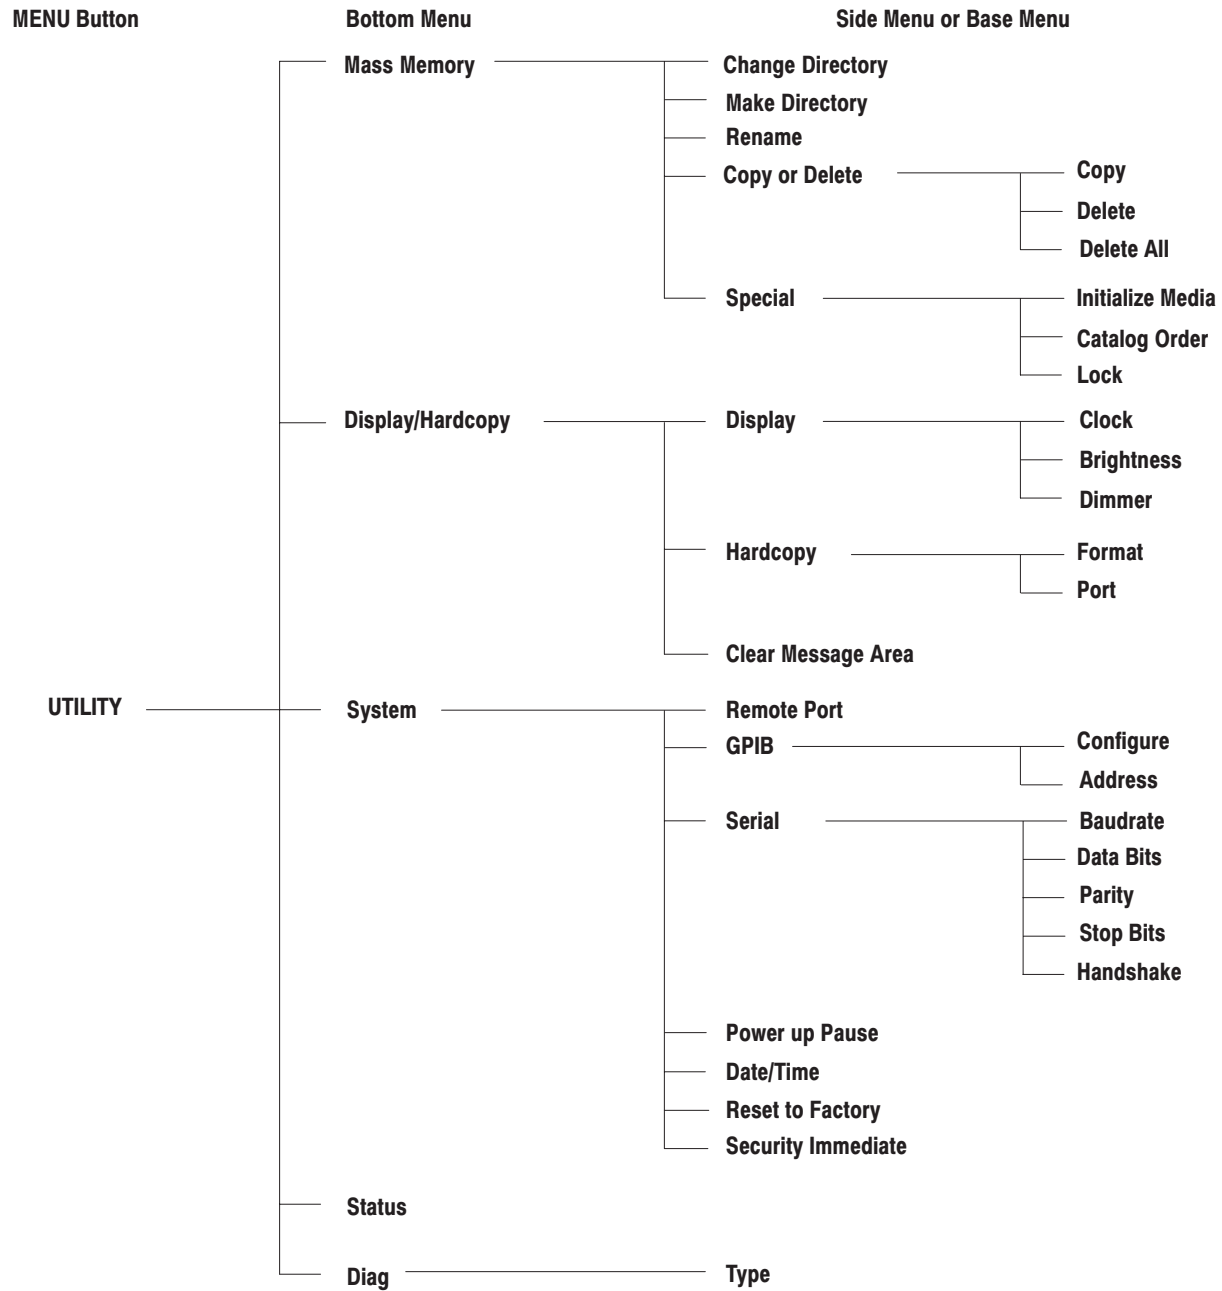 MENU Button Bottom Menu Side Menu or Base Menu
Mass Memory Change Directory
Make Directory
Rename
Copy or Delete Copy
Delete
Delete All
Special Initialize Media
Catalog Order
Lock
Display/Hardcopy Display Clock
Brightness
Dimmer
Hardcopy Format
Port
Clear Message Area
UTILITY System Remote Port
GPIB Configure
Address
Serial Baudrate
Data Bits
Parity
Stop Bits
Handshake
Power up Pause
Date/Time
Reset to Factory
Security Immediate
Status
Diag Type